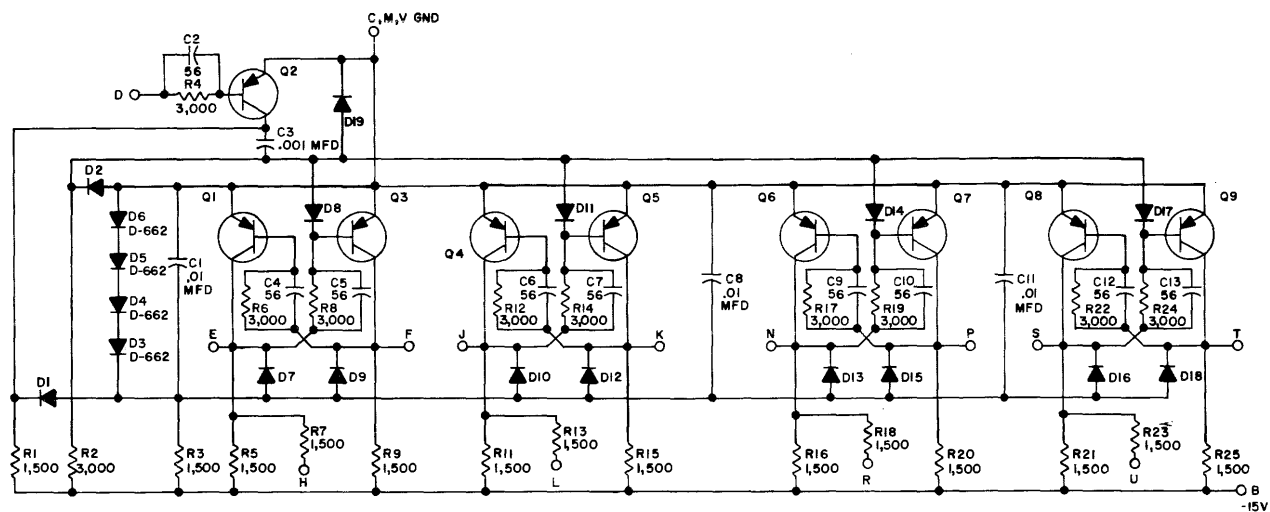 C,M,V GND
C2
56
R4
3,000
D
Q2
D19
C3
.001 MFD
D2
Q1
D8
Q3
D11
Q5
Q6
D14
Q7
Q8
D17
Q9
D6
D-662
D5
D-662
D4
D-662
D3
D-662
C1
.01
MFD
Q4
C4
56
R6
3,000
C5
56
R8
3,000
C6
56
R12
3,000
C7
56
R14
3,000
C8
.01
MFD
C9
56
R17
3,000
C10
56
R19
3,000
C11
.01
MFD
C12
56
R22
3,000
C13
56
R24
3,000
E
F
J
K
N
P
S
T
D1
D7
D9
D10
D12
D13
D15
D16
D18
R1
1,500
R2
3,000
R3
1,500
R5
1,500
R7
1,500
H
R9
1,500
R11
1,500
R13
1,500
L
R15
1,500
R16
1,500
R18
1,500
R
R20
1,500
R21
1,500
R23
1,500
U
R25
1,500
B
-15V